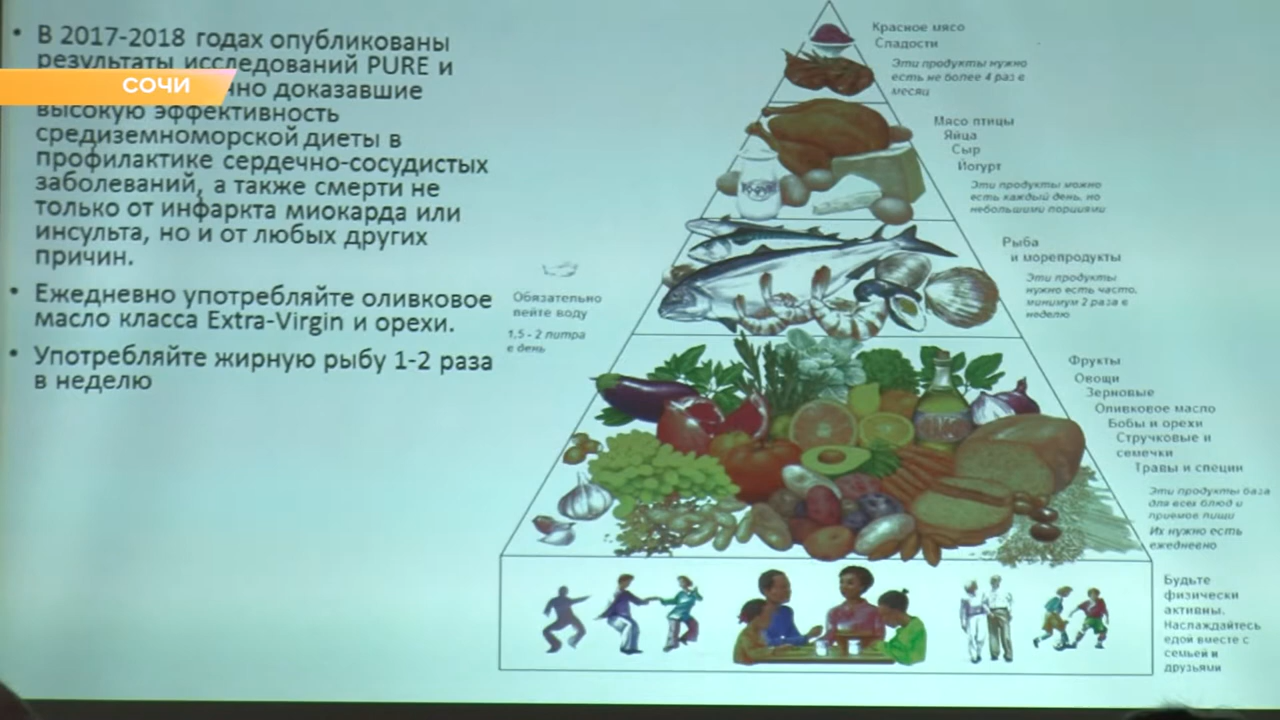 В 2017-2018 годах опубликованы
результаты исследований PURE и
СОЧИ
доказавшие
высокую эффективность
средиземноморской диеты в
профилактике сердечно-сосудистых
заболеваний, а также смерти не
только от инфаркта миокарда или
инсульта, но и от любых других
причин.
Ежедневно употребляйте оливковое
масло класса Extra-Virgin и орехи.
Употребляйте жирную рыбу 1-2 раза
в неделю
Обязательно
пейте воду
1,5 - 2 литра
в день
Красное мясо
Сладости
Эти продукты нужно
есть не более 4 раз в
месяц
Мясо птицы
Яйца
Сыр
Йогурт
Эти продукты можно
есть каждый день, но
небольшими порциями
Рыба
и морепродукты
Эти продукты
нужно есть часто,
минимум 2 раза в
неделю
Фрукты
Овощи
Зерновые
Оливковое масло
Бобы и орехи
Стручковые и
семечки
Травы и специи
Эти продукты база
для всех блюд и
приемов пищи
Их нужно есть
ежедневно
Будьте
физически
активны.
Наслаждайтесь
едой вместе с
семьей и
друзьями